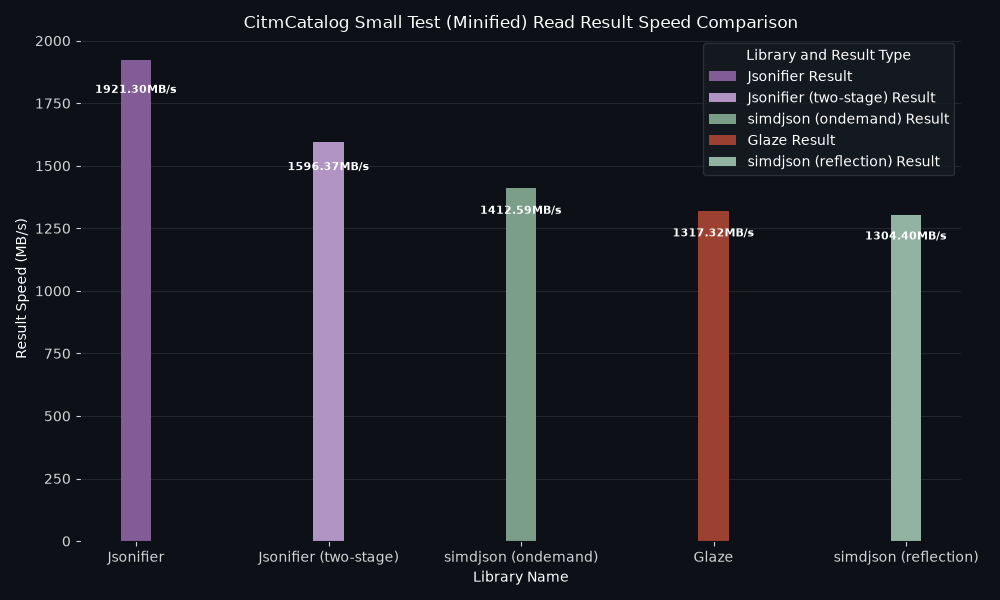 CitmCatalog Small Test (Minified) Read Result Speed Comparison
Library and Result Type
Jsonifier Result
Jsonifier (two-stage) Result
simdjson (ondemand) Result
Glaze Result
simdjson (reflection) Result
Result Speed (MB/s)
2000
1750
1500
1250
1000
750
500
250
0
1921.30MB/s
1596.37MB/s
1412.59MB/s
1317.32MB/s
1304.40MB/s
Jsonifier
Jsonifier (two-stage)
simdjson (ondemand)
Glaze
simdjson (reflection)
Library Name